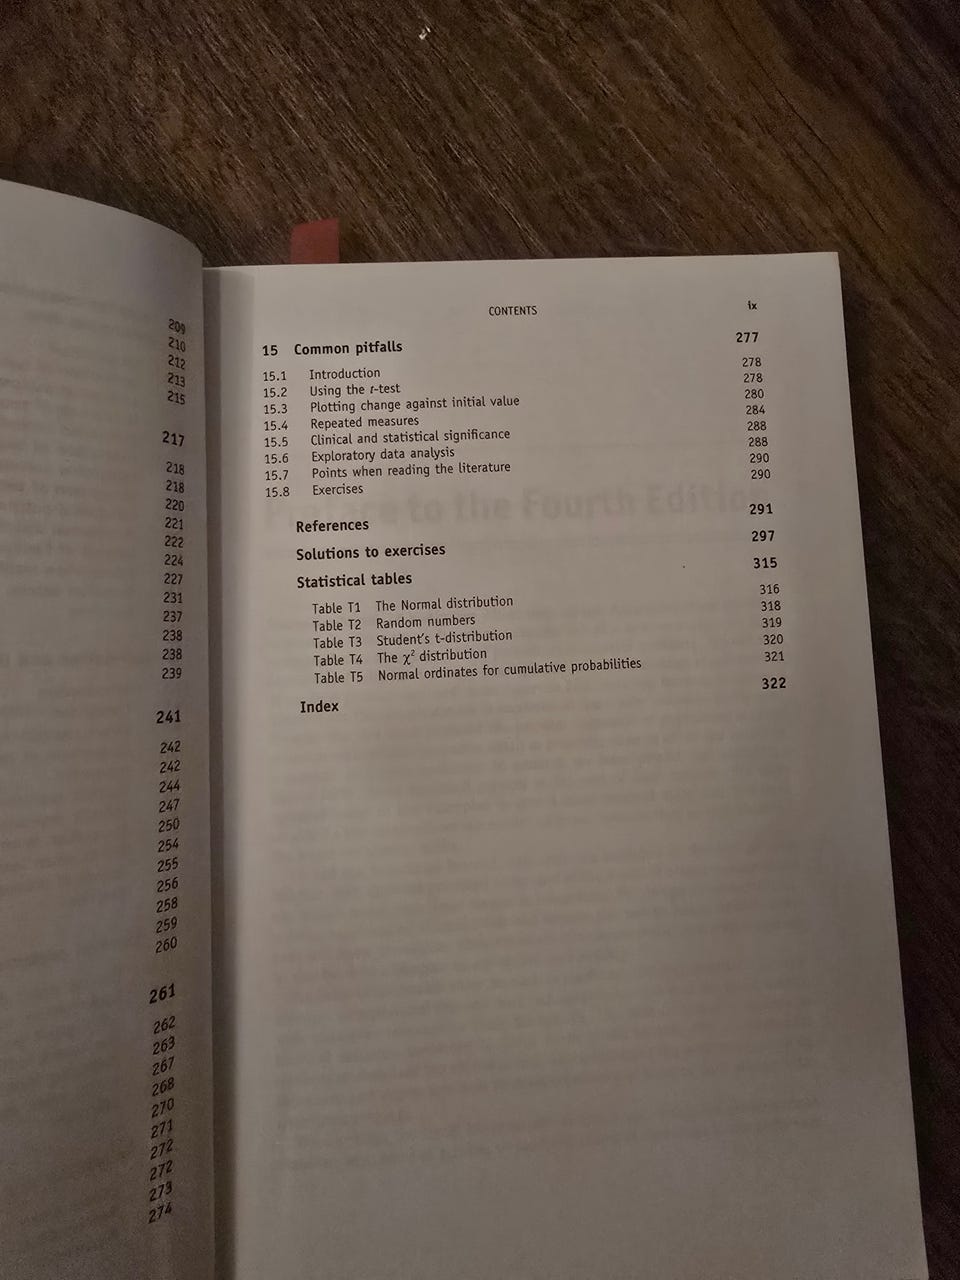 209
210
212
213
215
217
218
218
220
221
222
224
227
231
237
238
238
239
241
242
242
244
247
250
254
255
256
258
259
260
261
262
263
267
268
270
271
272
272
273
274
CONTENTS ix
15 Common pitfalls 277
15.1 Introduction 278
15.2 Using the t-test 278
15.3 Plotting change against initial value 280
15.4 Repeated measures 284
15.5 Clinical and statistical significance 288
15.6 Exploratory data analysis 288
15.7 Points when reading the literature 290
15.8 Exercises 290
References 291
Solutions to exercises 297
Statistical tables 315
Table T1 The Normal distribution 316
Table T2 Random numbers 318
Table T3 Student's t-distribution 319
Table T4 The χ² distribution 320
Table T5 Normal ordinates for cumulative probabilities 321
Index 322
Preface to the Fourth Edition